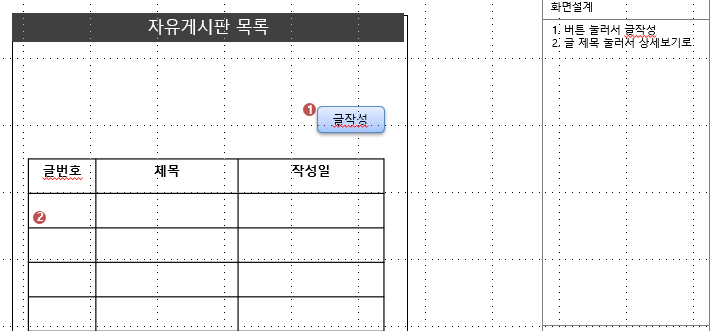 자유게시판 목록
1
글작성
글번호 제목 작성일
2
화면설계
1. 버튼 눌러서 글작성
2. 글 제목 눌러서 상세보기로